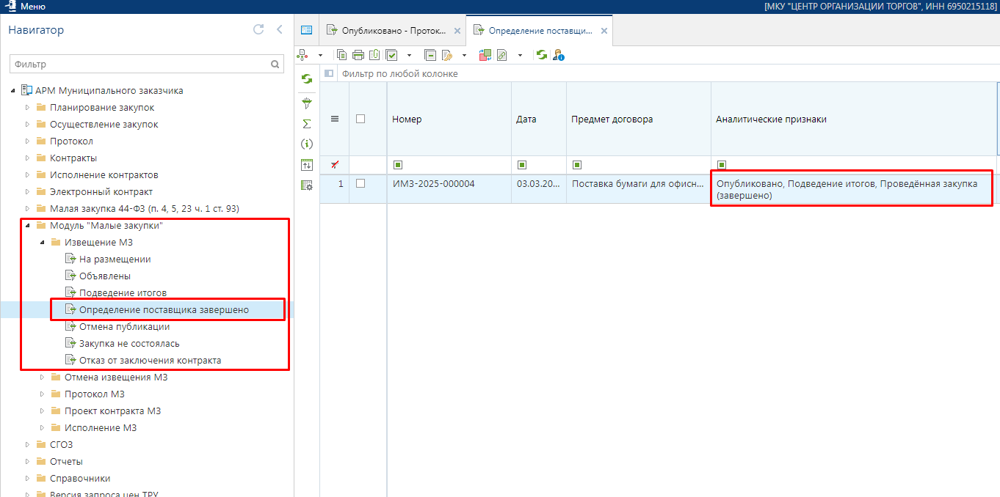 Меню
[МКУ "ЦЕНТР ОРГАНИЗАЦИИ ТОРГОВ", ИНН 6950215118]
Навигатор
Фильтр
АРМ Муниципального заказчика
Планирование закупок
Осуществление закупок
Протокол
Контракты
Исполнение контрактов
Электронный контракт
Малая закупка 44-ФЗ (п. 4, 5, 23 ч. 1 ст. 93)
Модуль "Малые закупки"
Извещение МЗ
На размещении
Объявлены
Подведение итогов
Определение поставщика завершено
Отмена публикации
Закупка не состоялась
Отказ от заключения контракта
Отмена извещения МЗ
Протокол МЗ
Проект контракта МЗ
Исполнение МЗ
СГОЗ
Отчеты
Справочники
Версия запроса цен ТРУ
Опубликовано - Проток...
Определение поставщи...
Фильтр по любой колонке
Номер
Дата
Предмет договора
Аналитические признаки
1
ИМЗ-2025-000004
03.03.20...
Поставка бумаги для офисн...
Опубликовано, Подведение итогов, Проведённая закупка
(завершено)